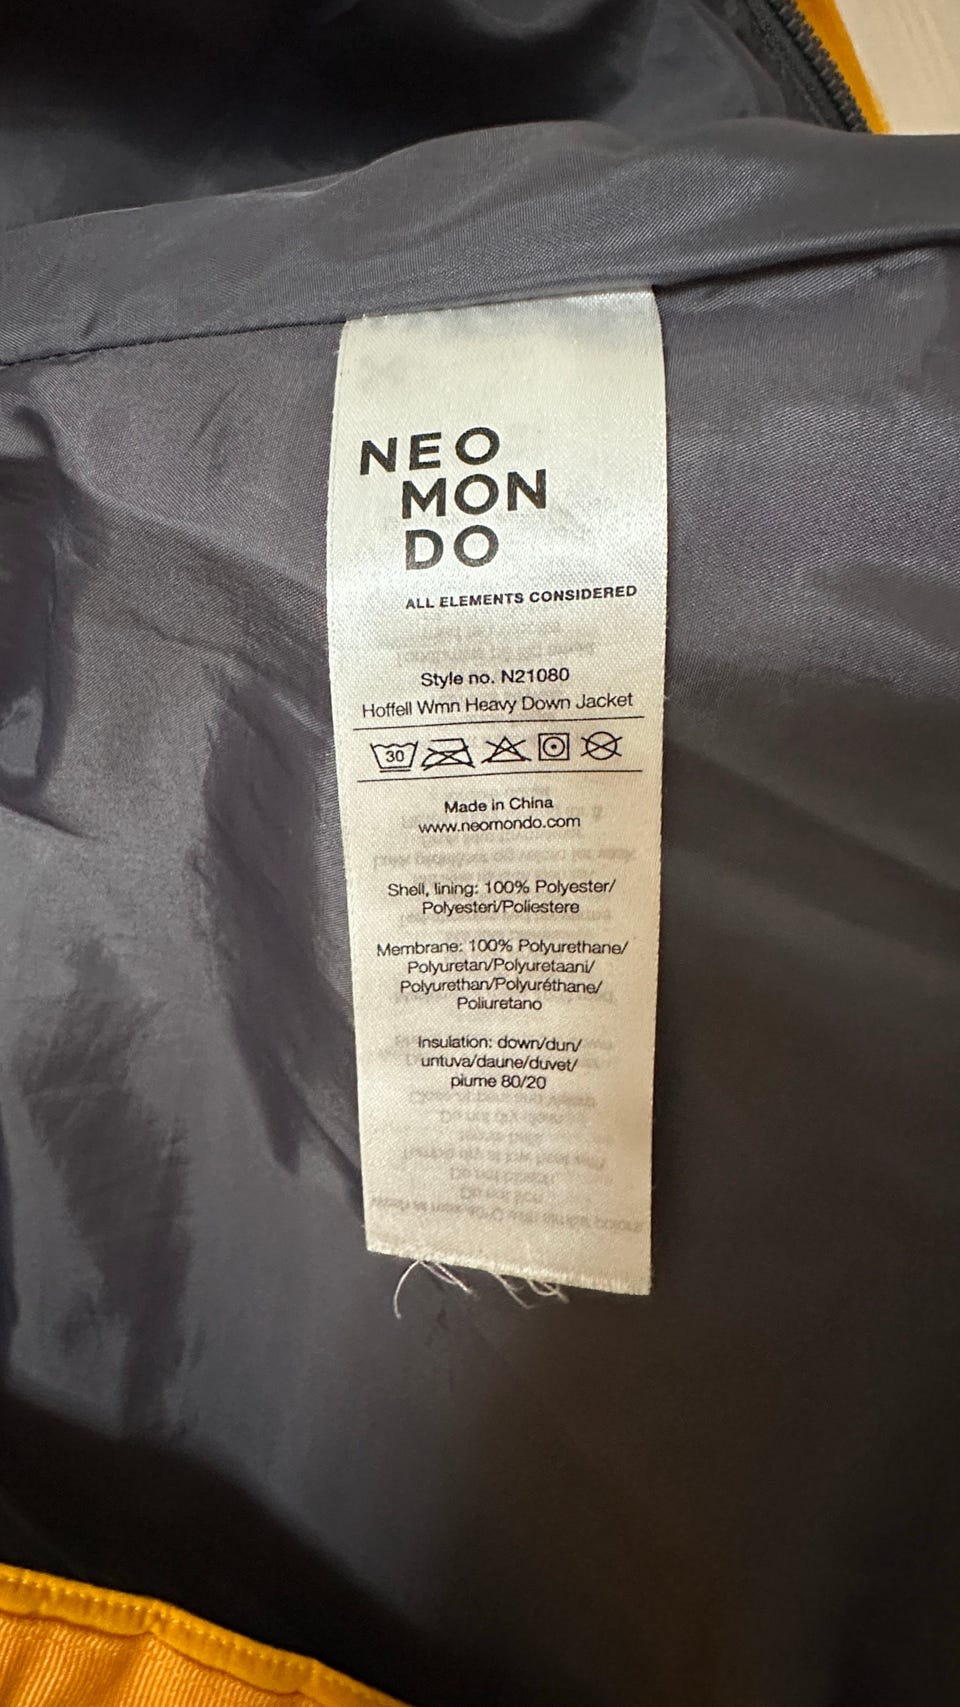 NEO
MON
DO
ALL ELEMENTS CONSIDERED
Style no. N21080
Hoffell Wmn Heavy Down Jacket
30
Made in China
www.neomondo.com
Shell, lining: 100% Polyester/
Polyesteri/Poliestere
Membrane: 100% Polyurethane/
Polyuretan/Polyuretaani/
Polyurethan/Polyuréthane/
Poliuretano
Insulation: down/dun/
untuva/daune/duvet/
piume 80/20